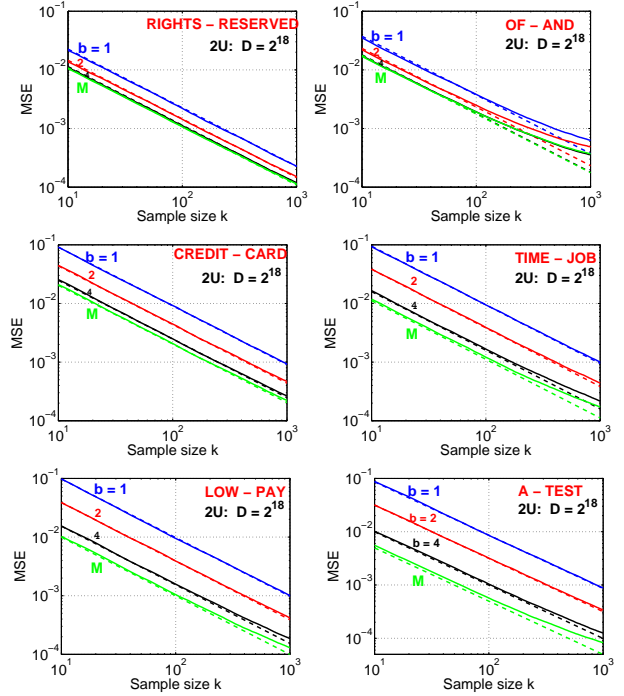 RIGHTS – RESERVED
2U: D = 2^18
b = 1
2
4
M
MSE
10^-1
10^-2
10^-3
10^-4
10^1
10^2
10^3
Sample size k
OF – AND
2U: D = 2^18
b = 1
2
4
M
MSE
10^-1
10^-2
10^-3
10^-4
10^1
10^2
10^3
Sample size k
CREDIT – CARD
2U: D = 2^18
b = 1
2
4
M
MSE
10^-1
10^-2
10^-3
10^-4
10^1
10^2
10^3
Sample size k
TIME – JOB
2U: D = 2^18
b = 1
2
4
M
MSE
10^-1
10^-2
10^-3
10^-4
10^1
10^2
10^3
Sample size k
LOW – PAY
2U: D = 2^18
b = 1
2
4
M
MSE
10^-1
10^-2
10^-3
10^-4
10^1
10^2
10^3
Sample size k
A – TEST
2U: D = 2^18
b = 1
b = 2
b = 4
M
MSE
10^-1
10^-2
10^-3
10^-4
10^1
10^2
10^3
Sample size k